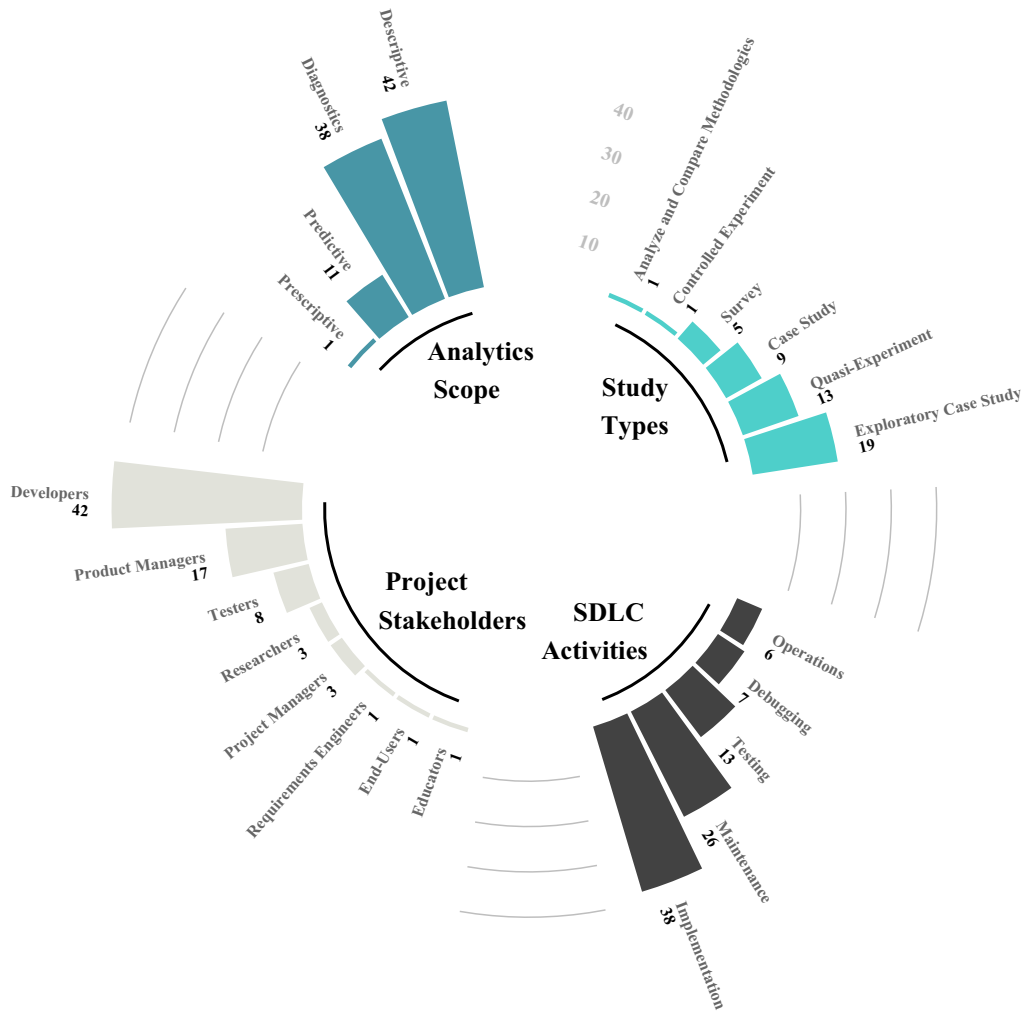 Descriptive
42
Diagnostics
38
Predictive
11
Prescriptive
1
Analytics
Scope
40
30
20
10
Analyze and Compare Methodologies
1
Controlled Experiment
1
Survey
5
Case Study
9
Quasi-Experiment
13
Exploratory Case Study
19
Study
Types
Developers
42
Product Managers
17
Testers
8
Researchers
3
Project Managers
3
Requirements Engineers
1
End-Users
1
Educators
1
Project
Stakeholders
SDLC
Activities
Operations
6
Debugging
7
Testing
13
Maintenance
26
Implementation
38